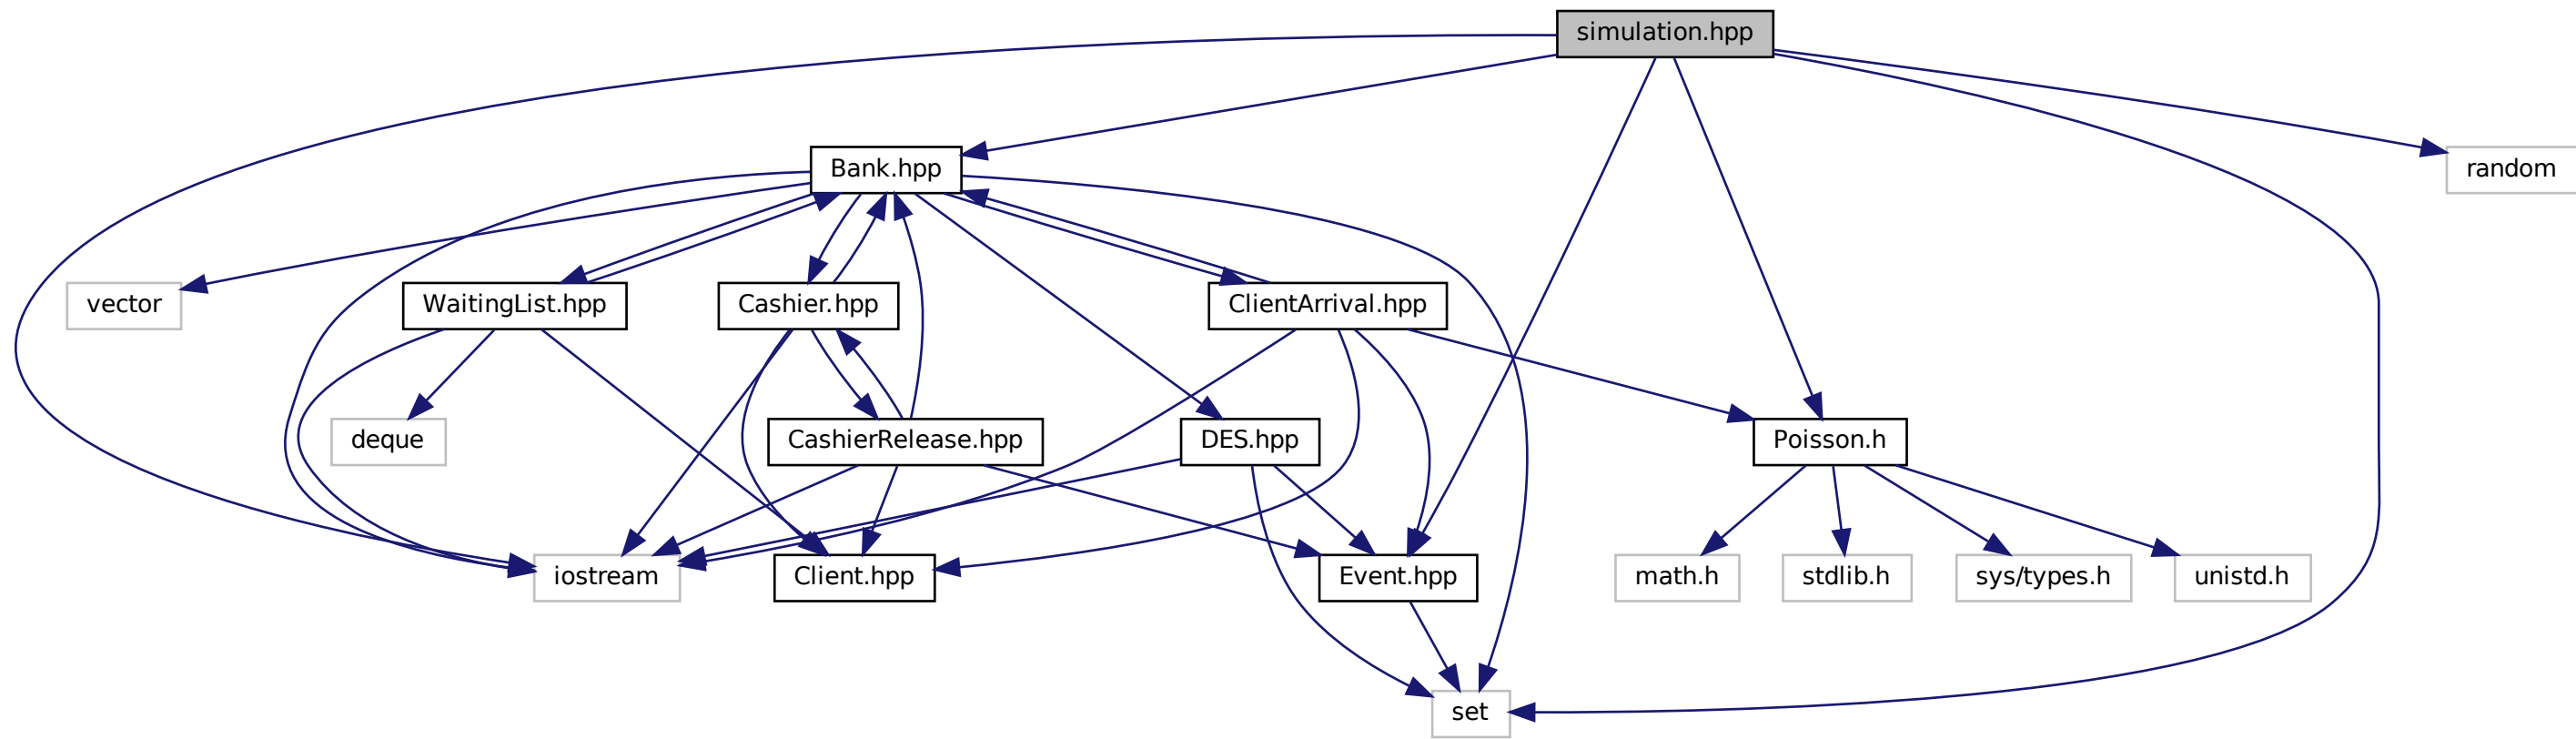 simulation.hpp
Bank.hpp
random
vector
WaitingList.hpp
Cashier.hpp
ClientArrival.hpp
deque
CashierRelease.hpp
DES.hpp
Poisson.h
iostream
Client.hpp
Event.hpp
math.h
stdlib.h
sys/types.h
unistd.h
set